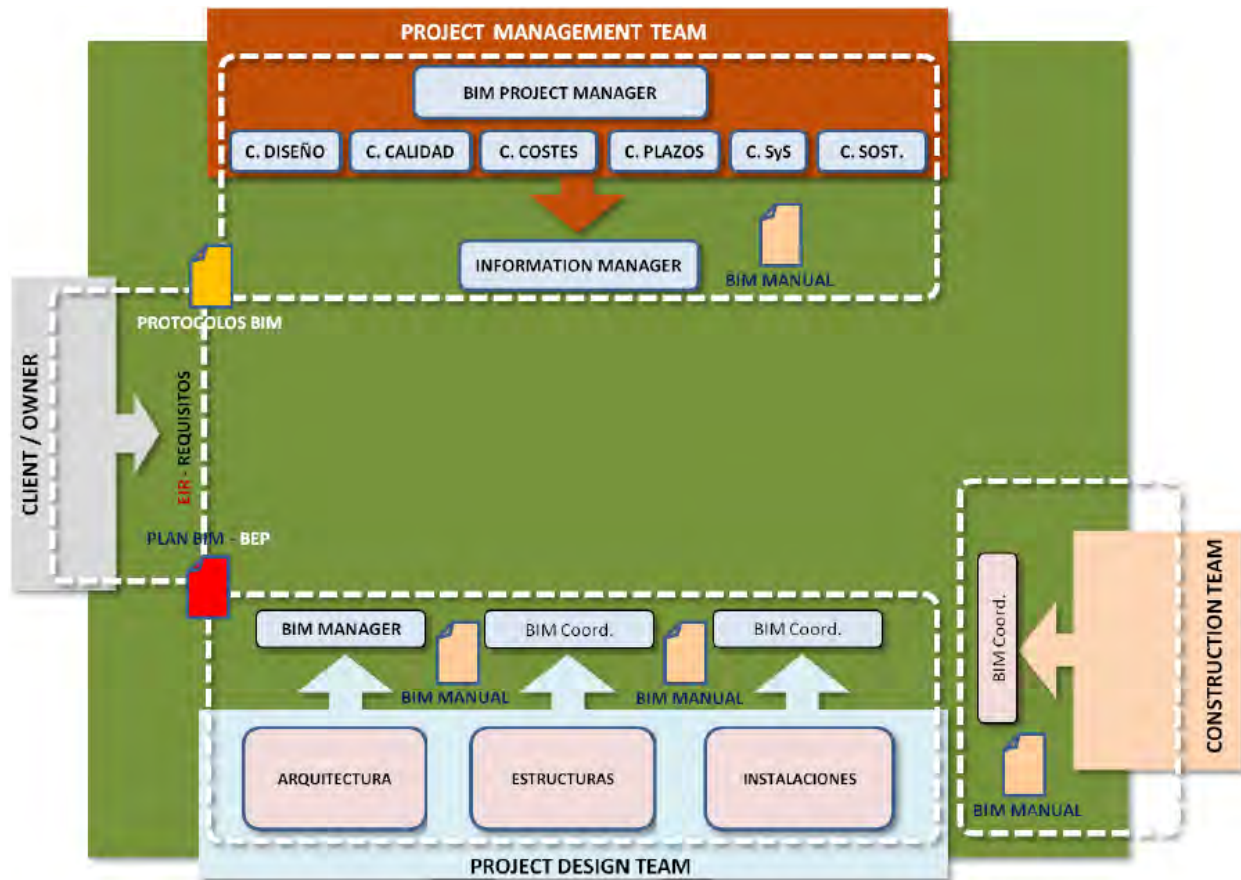 PROJECT MANAGEMENT TEAM
BIM PROJECT MANAGER
C. DISEÑO
C. CALIDAD
C. COSTES
C. PLAZOS
C. SyS
C. SOST.
INFORMATION MANAGER
BIM MANUAL
PROTOCOLOS BIM
CLIENT / OWNER
EIR - REQUISITOS
PLAN BIM - BEP
BIM MANAGER
BIM Coord.
BIM Coord.
BIM MANUAL
BIM MANUAL
ARQUITECTURA
ESTRUCTURAS
INSTALACIONES
PROJECT DESIGN TEAM
BIM Coord.
CONSTRUCTION TEAM
BIM MANUAL